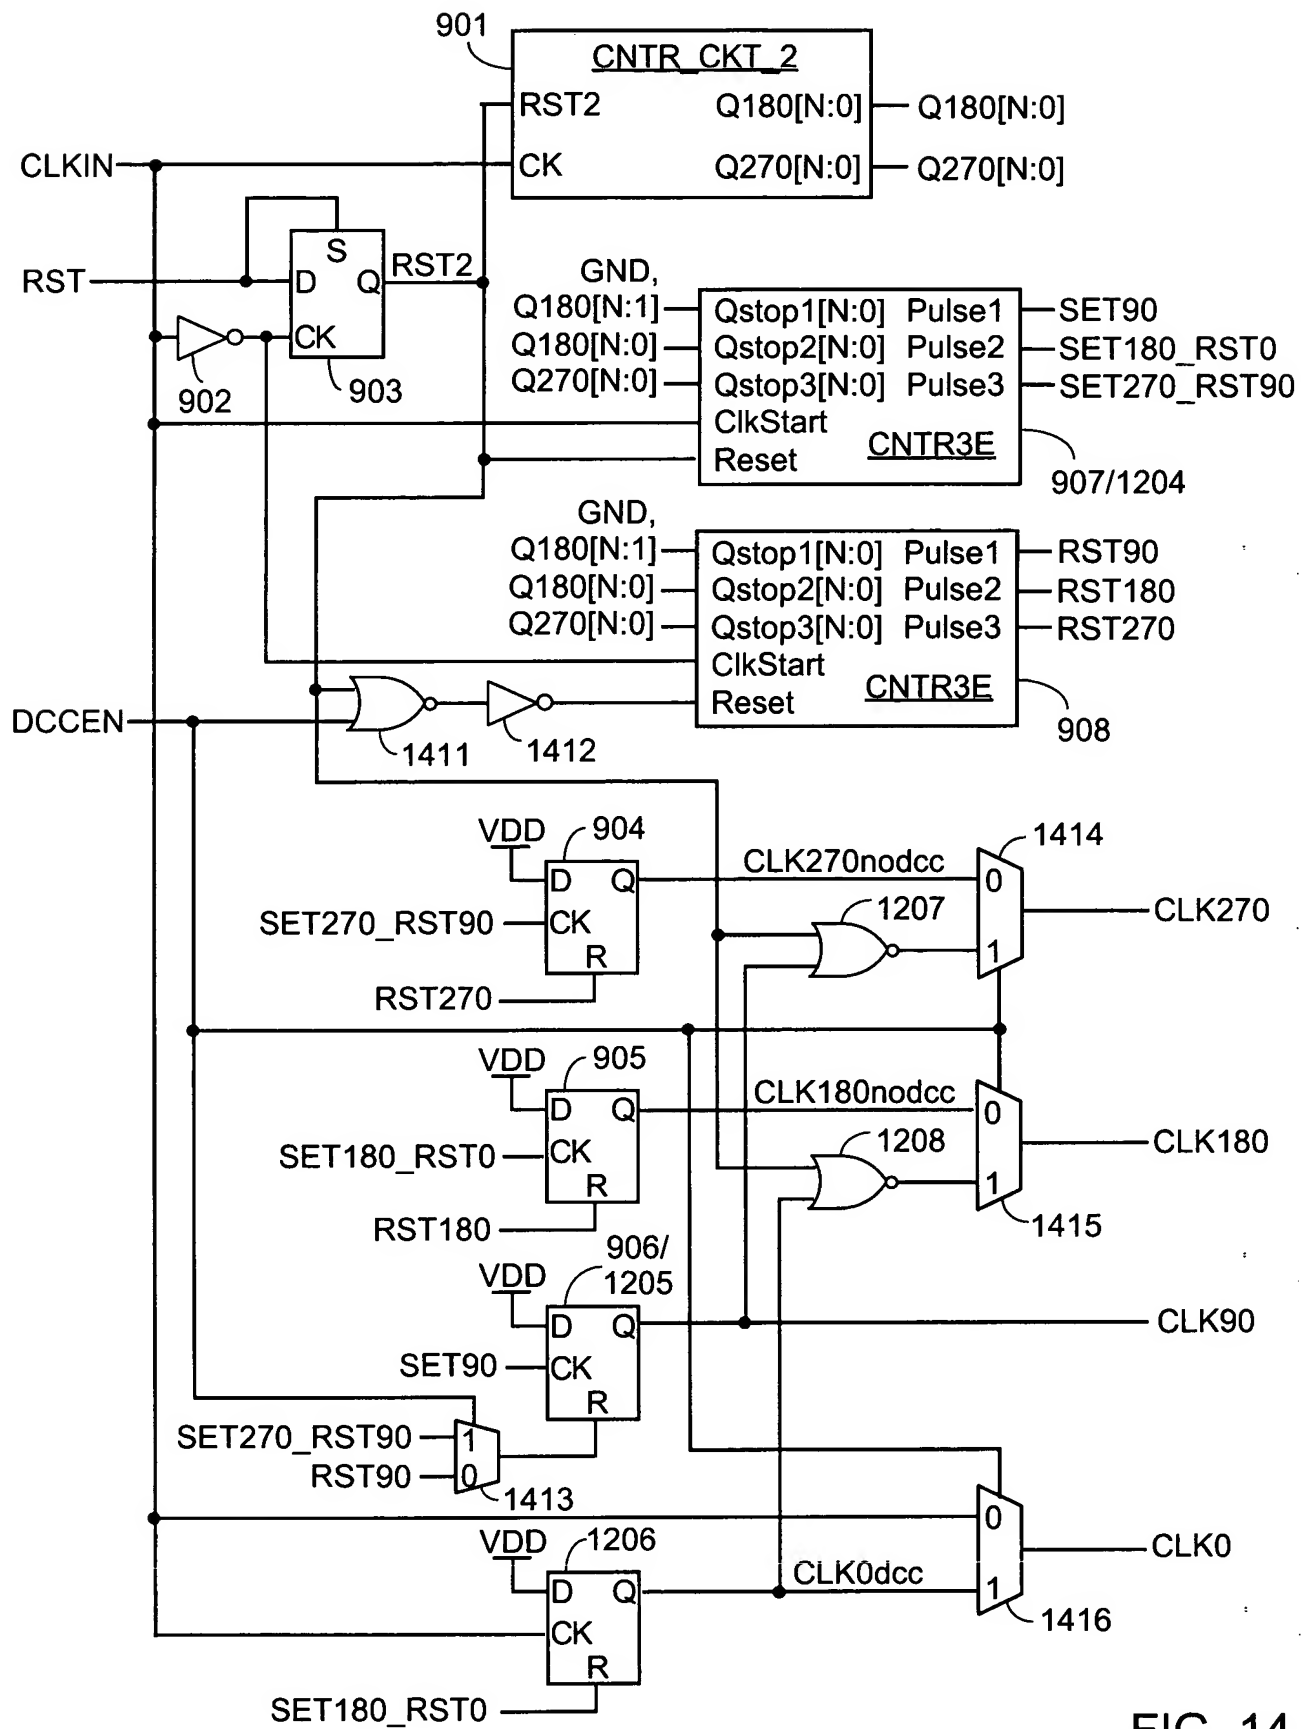 901
CNTR_CKT_2
RST2 Q180[N:0] Q180[N:0]
CLKIN CK Q270[N:0] Q270[N:0]
S
RST D Q RST2
CK
902 903
GND,
Q180[N:1] Qstop1[N:0] Pulse1 SET90
Q180[N:0] Qstop2[N:0] Pulse2 SET180_RST0
Q270[N:0] Qstop3[N:0] Pulse3 SET270_RST90
ClkStart
CNTR3E
Reset
907/1204
GND,
Q180[N:1] Qstop1[N:0] Pulse1 RST90
Q180[N:0] Qstop2[N:0] Pulse2 RST180
Q270[N:0] Qstop3[N:0] Pulse3 RST270
ClkStart
CNTR3E
Reset
908
DCCEN
1411 1412
VDD 904
D Q CLK270nodcc 0 1414
SET270_RST90 CK
R
RST270
1207
1 CLK270
VDD 905
D Q CLK180nodcc 0
SET180_RST0 CK
R
RST180
1208
1 CLK180
1415
VDD 906/
1205
D Q CLK90
SET90 CK
R
SET270_RST90 1
RST90 0
1413
VDD 1206
D Q CLK0dcc
CK
R
SET180_RST0
0
1 CLK0
1416
FIG. 14